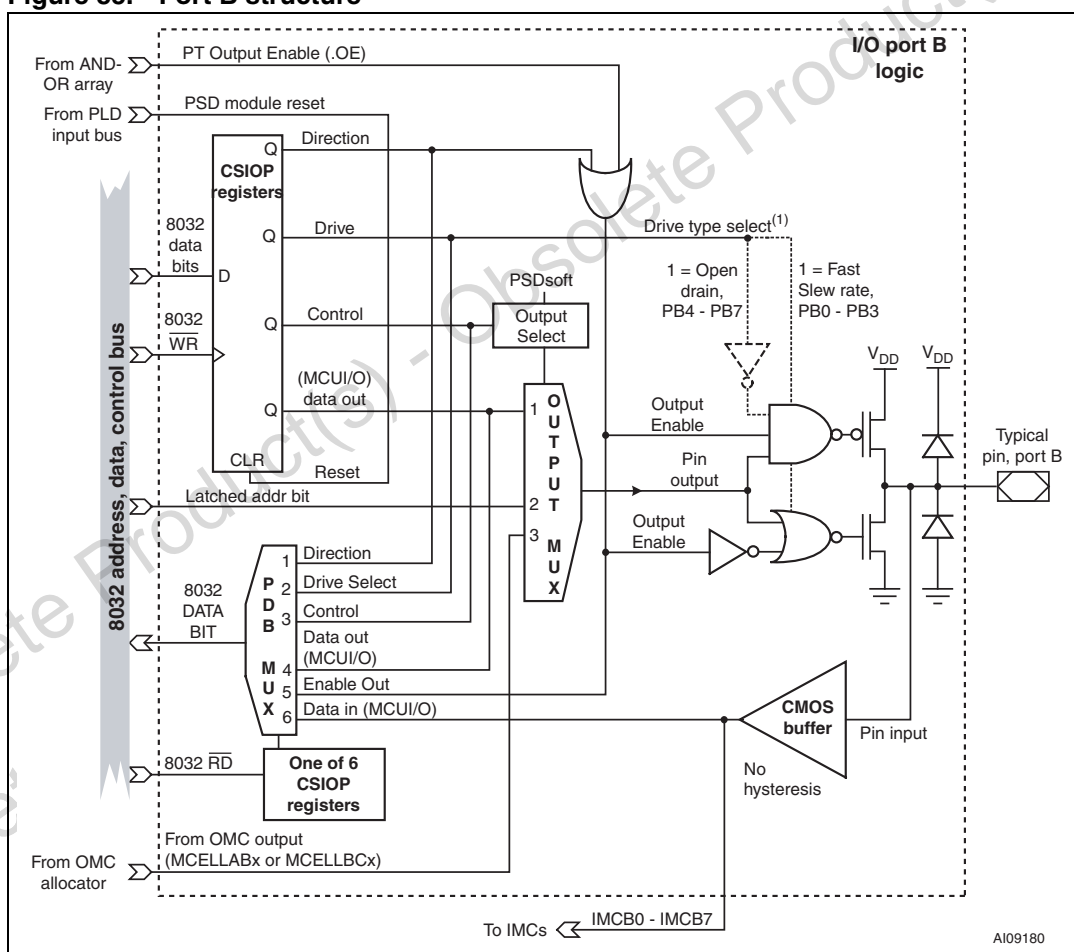 Figure 63. Port B structure
I/O port B
logic
From AND-
OR array
PT Output Enable (.OE)
From PLD
input bus
PSD module reset
CSIOP
registers
Q
Direction
Q
Drive
Drive type select(1)
8032
data
bits
D
1 = Open
drain,
PB4 - PB7
1 = Fast
Slew rate,
PB0 - PB3
PSDsoft
Output
Select
Q
Control
8032
WR
VDD
VDD
(MCUI/O)
data out
Q
1
OUTPUT MUX
Output
Enable
Typical
pin, port B
CLR
Reset
Pin
output
Latched addr bit
2
3
Output
Enable
8032 address, data, control bus
PDB MUX
1
Direction
2
Drive Select
3
Control
8032
DATA
BIT
Data out
(MCUI/O)
4
5
Enable Out
6
Data in (MCUI/O)
CMOS
buffer
Pin input
No
hysteresis
8032 RD
One of 6
CSIOP
registers
From OMC output
(MCELLABx or MCELLBCx)
From OMC
allocator
To IMCs
IMCB0 - IMCB7
AI09180
Obsolete Product(s) - Obsolete Product(s)